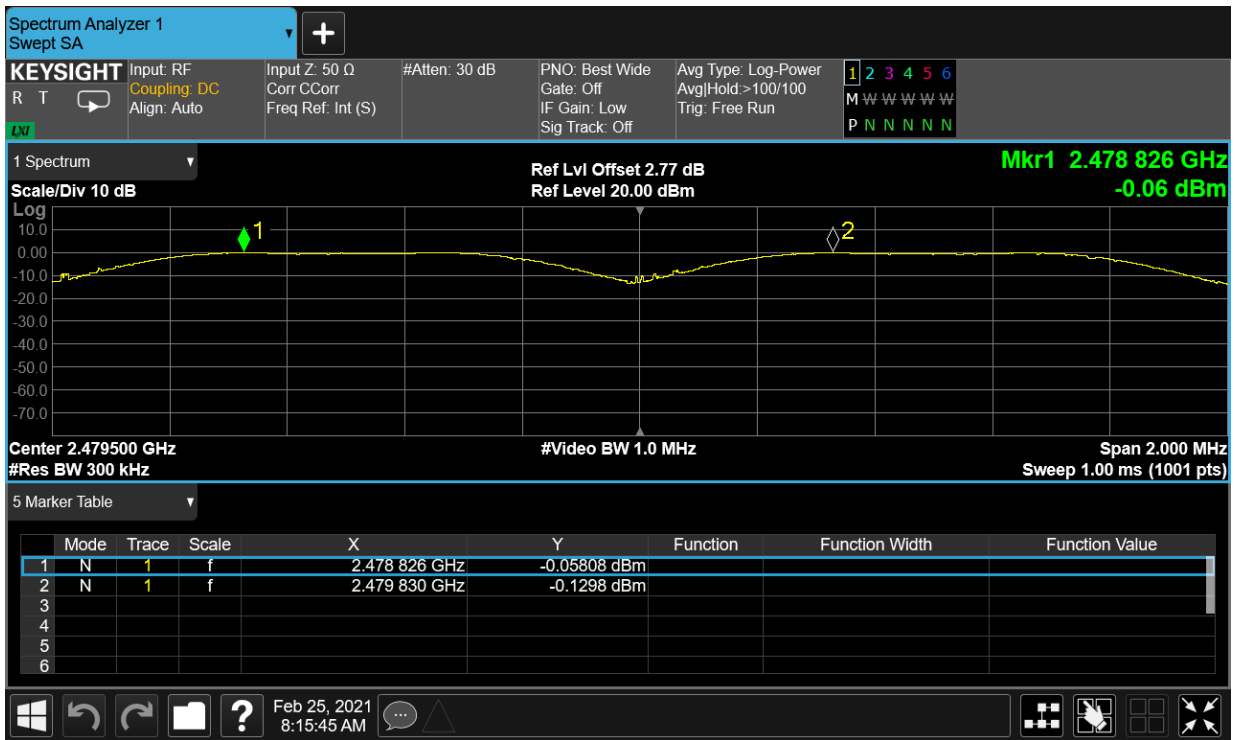 Spectrum Analyzer 1
Swept SA
+
KEYSIGHT
R T
LXI
Input: RF
Coupling: DC
Align: Auto
Input Z: 50 Ω
Corr CCorr
Freq Ref: Int (S)
#Atten: 30 dB
PNO: Best Wide
Gate: Off
IF Gain: Low
Sig Track: Off
Avg Type: Log-Power
Avg|Hold:>100/100
Trig: Free Run
1 2 3 4 5 6
M W W W W W
P N N N N N
1 Spectrum
Scale/Div 10 dB
Ref Lvl Offset 2.77 dB
Ref Level 20.00 dBm
Mkr1 2.478 826 GHz
-0.06 dBm
Log
10.0
0.00
-10.0
-20.0
-30.0
-40.0
-50.0
-60.0
-70.0
1
2
Center 2.479500 GHz
#Res BW 300 kHz
#Video BW 1.0 MHz
Span 2.000 MHz
Sweep 1.00 ms (1001 pts)
5 Marker Table
Mode Trace Scale X Y Function Function Width Function Value
1 N 1 f 2.478 826 GHz -0.05808 dBm
2 N 1 f 2.479 830 GHz -0.1298 dBm
3
4
5
6
?
Feb 25, 2021
8:15:45 AM